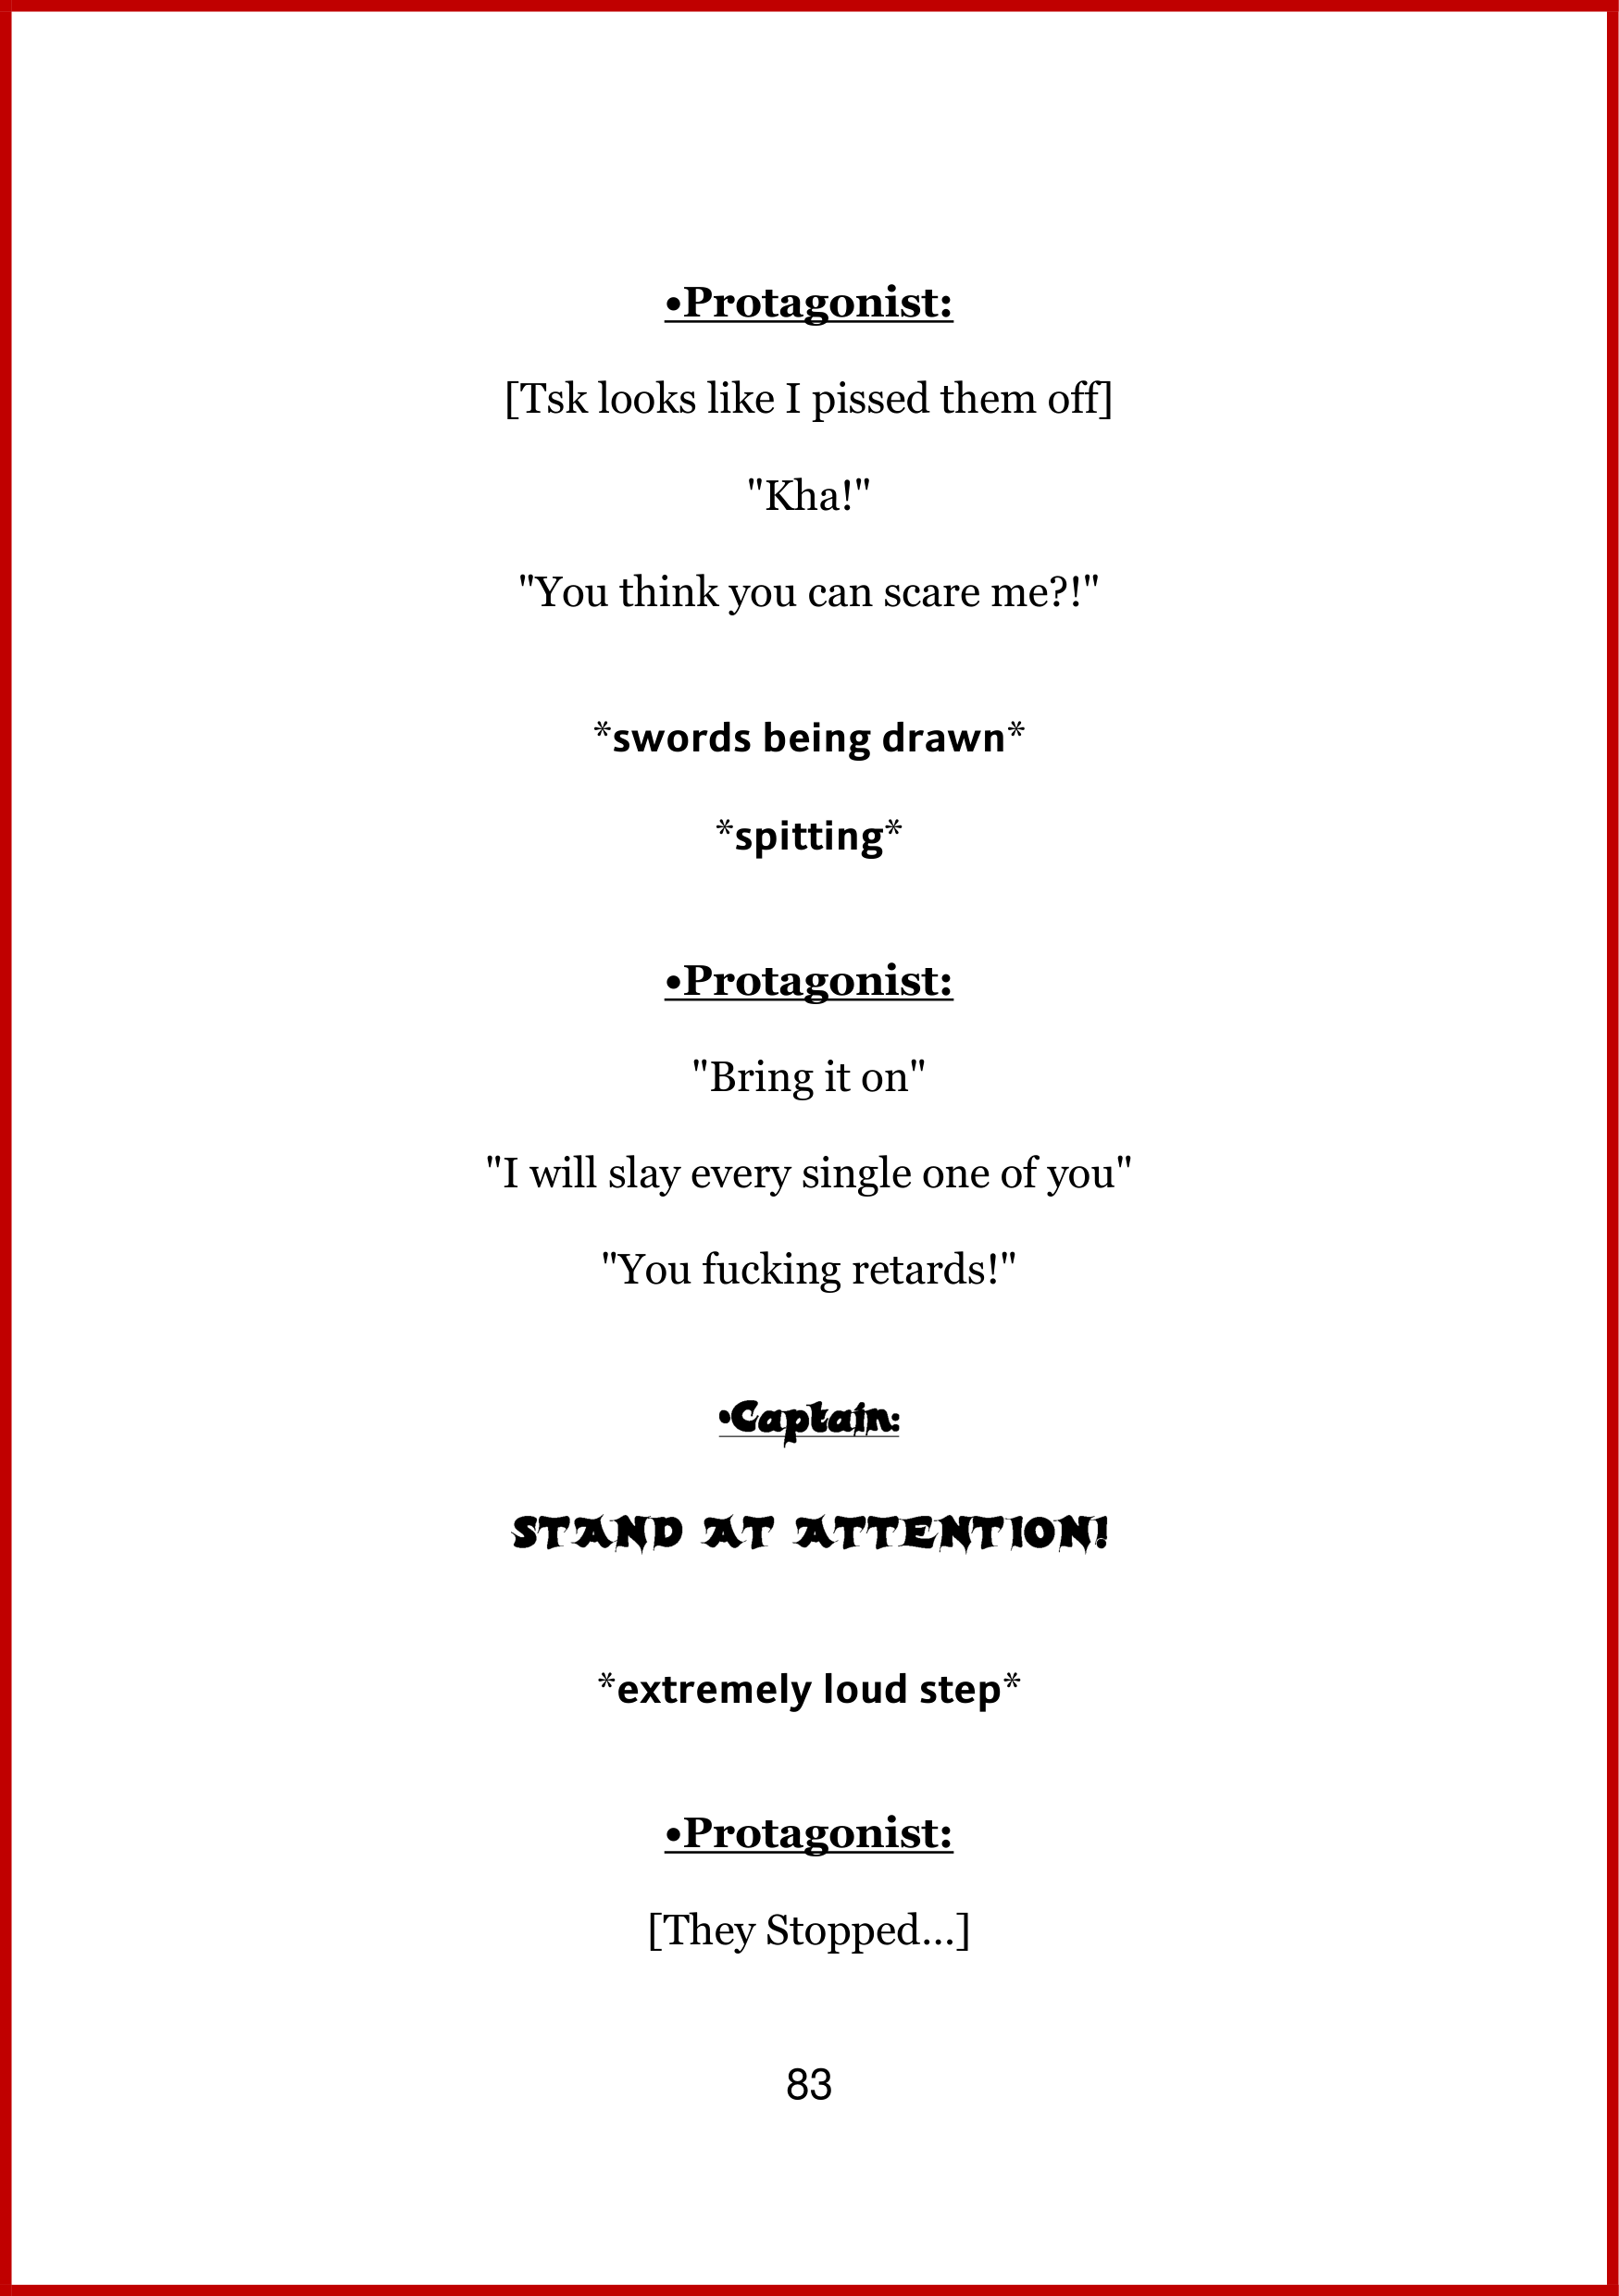 •Protagonist:
[Tsk looks like I pissed them off]
"Kha!"
"You think you can scare me?!"
*swords being drawn*
*spitting*
•Protagonist:
"Bring it on"
"I will slay every single one of you"
"You fucking retards!"
•Captain:
STAND AT ATTENTION!
*extremely loud step*
•Protagonist:
[They Stopped...]
83